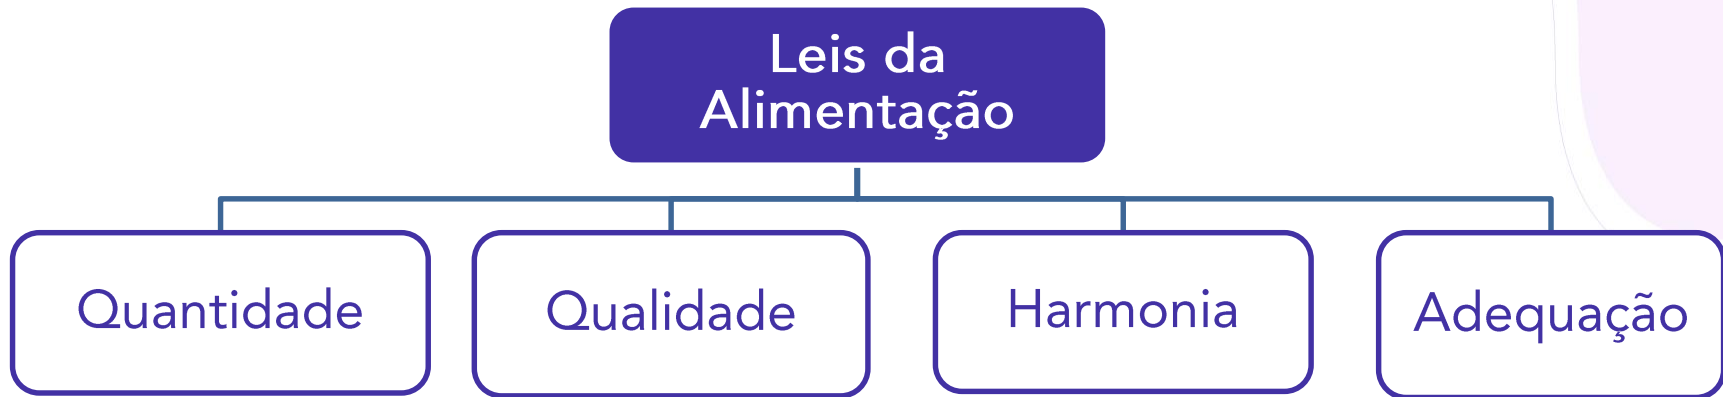 Leis da
Alimentação
Quantidade
Qualidade
Harmonia
Adequação